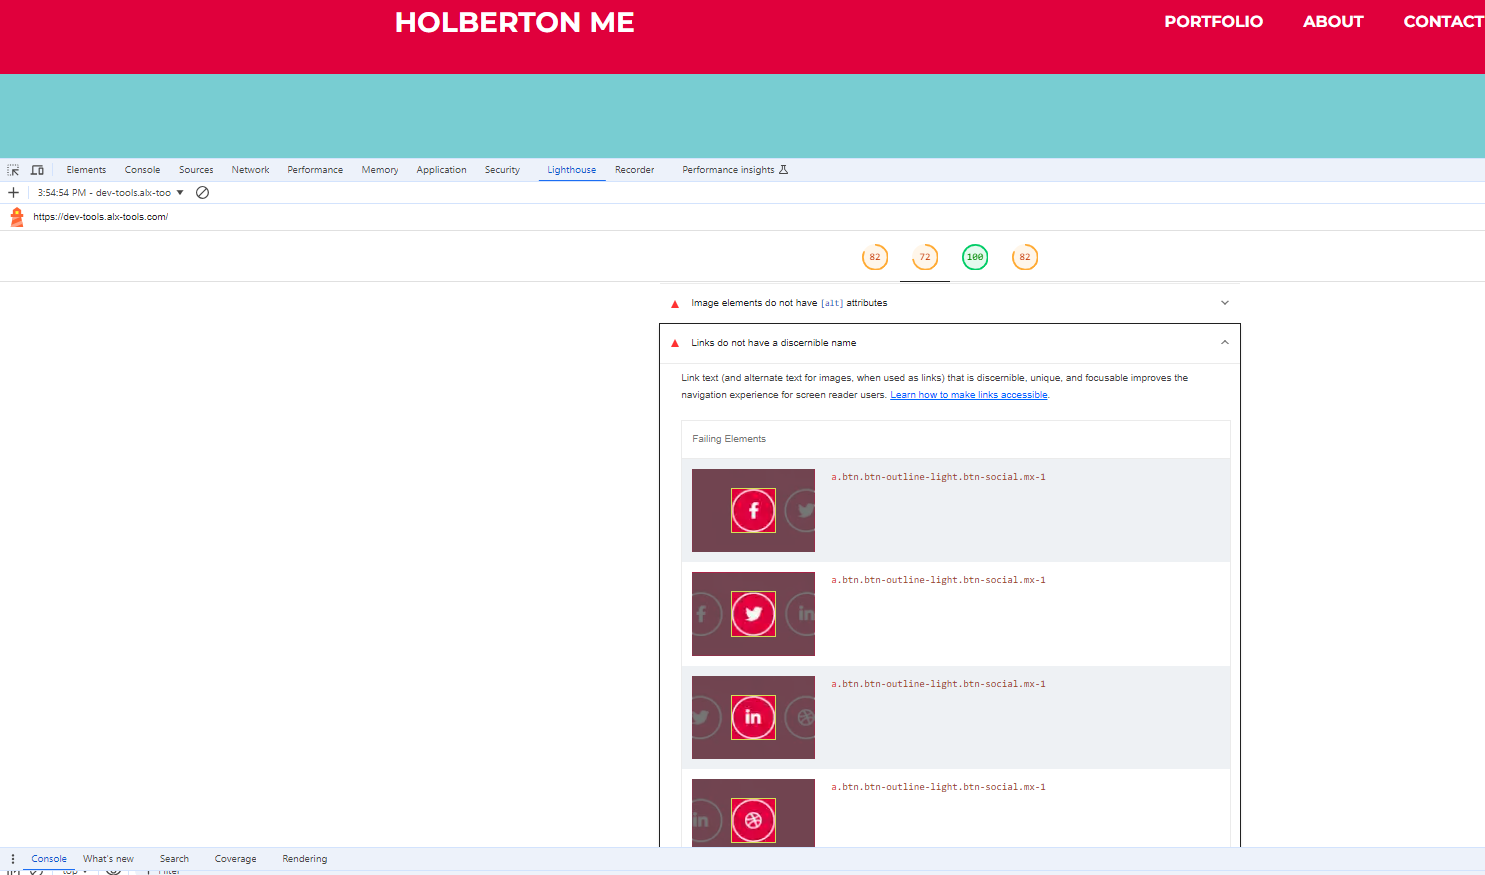 HOLBERTON ME
PORTFOLIO ABOUT CONTACT
Elements Console Sources Network Performance Memory Application Security Lighthouse Recorder Performance insights
3:54:54 PM - dev-tools.alx-too
https://dev-tools.alx-tools.com/
82 72 100 82
Image elements do not have [alt] attributes
Links do not have a discernible name
Link text (and alternate text for images, when used as links) that is discernible, unique, and focusable improves the
navigation experience for screen reader users. Learn how to make links accessible.
Failing Elements
a.btn.btn-outline-light.btn-social.mx-1
a.btn.btn-outline-light.btn-social.mx-1
a.btn.btn-outline-light.btn-social.mx-1
a.btn.btn-outline-light.btn-social.mx-1
Console What's new Search Coverage Rendering
top Filter